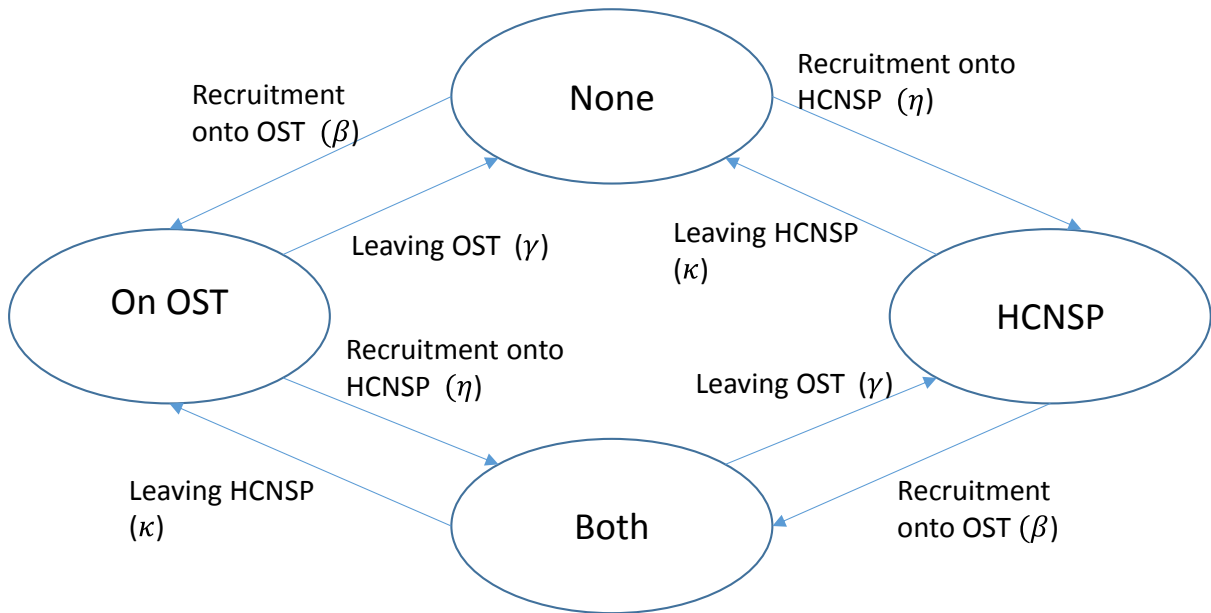 None
Recruitment
onto OST (β)
Recruitment onto
HCNSP (η)
Leaving OST (γ)
Leaving HCNSP
(κ)
On OST
HCNSP
Recruitment onto
HCNSP (η)
Leaving OST (γ)
Leaving HCNSP
(κ)
Both
Recruitment
onto OST (β)